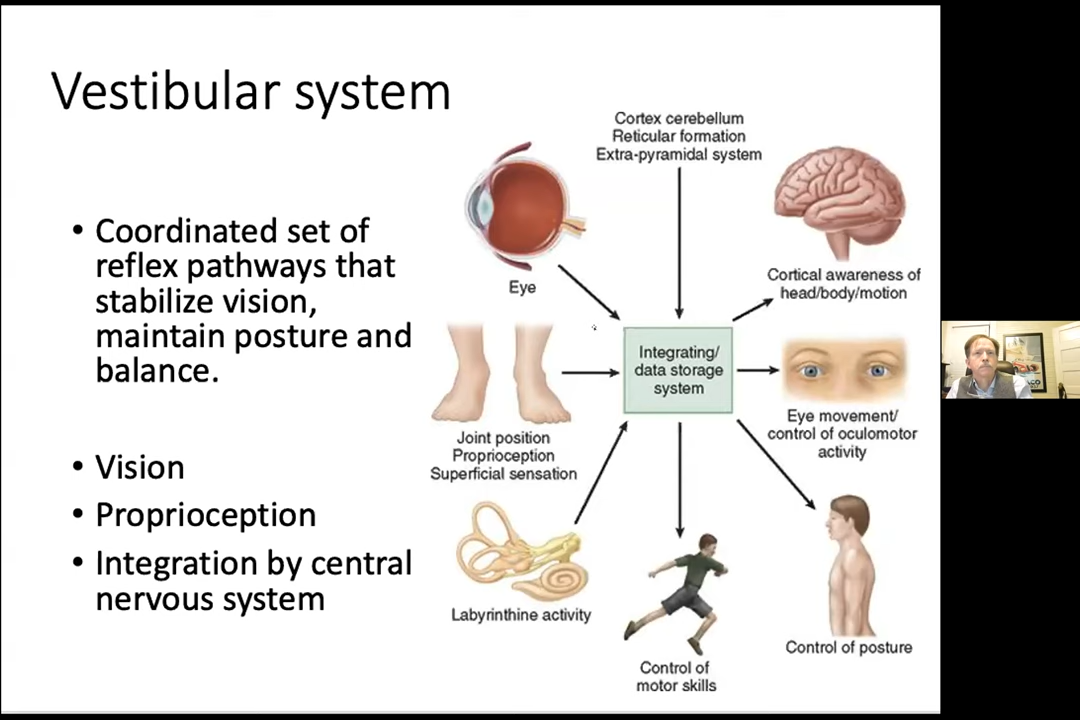 Vestibular system
• Coordinated set of
reflex pathways that
stabilize vision,
maintain posture and
balance.
• Vision
• Proprioception
• Integration by central
nervous system
Cortex cerebellum
Reticular formation
Extra-pyramidal system
Eye
Cortical awareness of
head/body/motion
Integrating/
data storage
system
Joint position
Proprioception
Superficial sensation
Eye movement/
control of oculomotor
activity
Labyrinthine activity
Control of
motor skills
Control of posture